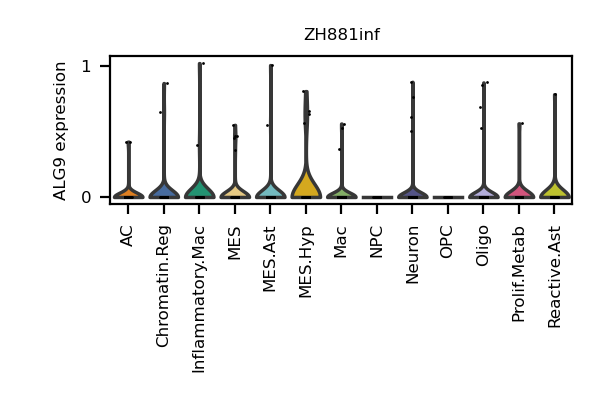 ZH881inf
ALG9 expression
1
0
AC
Chromatin.Reg
Inflammatory.Mac
MES
MES.Ast
MES.Hyp
Mac
NPC
Neuron
OPC
Oligo
Prolif.Metab
Reactive.Ast